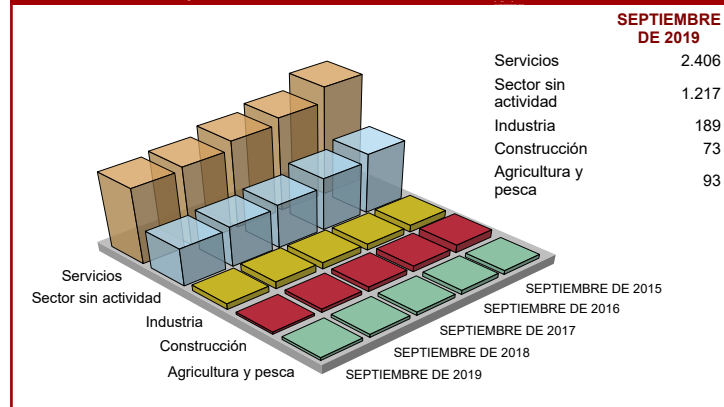 SEPTIEMBRE
DE 2019
Servicios 2.406
Sector sin
actividad 1.217
Industria 189
Construcción 73
Agricultura y
pesca 93
Servicios
Sector sin actividad
Industria
Construcción
Agricultura y pesca
SEPTIEMBRE DE 2015
SEPTIEMBRE DE 2016
SEPTIEMBRE DE 2017
SEPTIEMBRE DE 2018
SEPTIEMBRE DE 2019